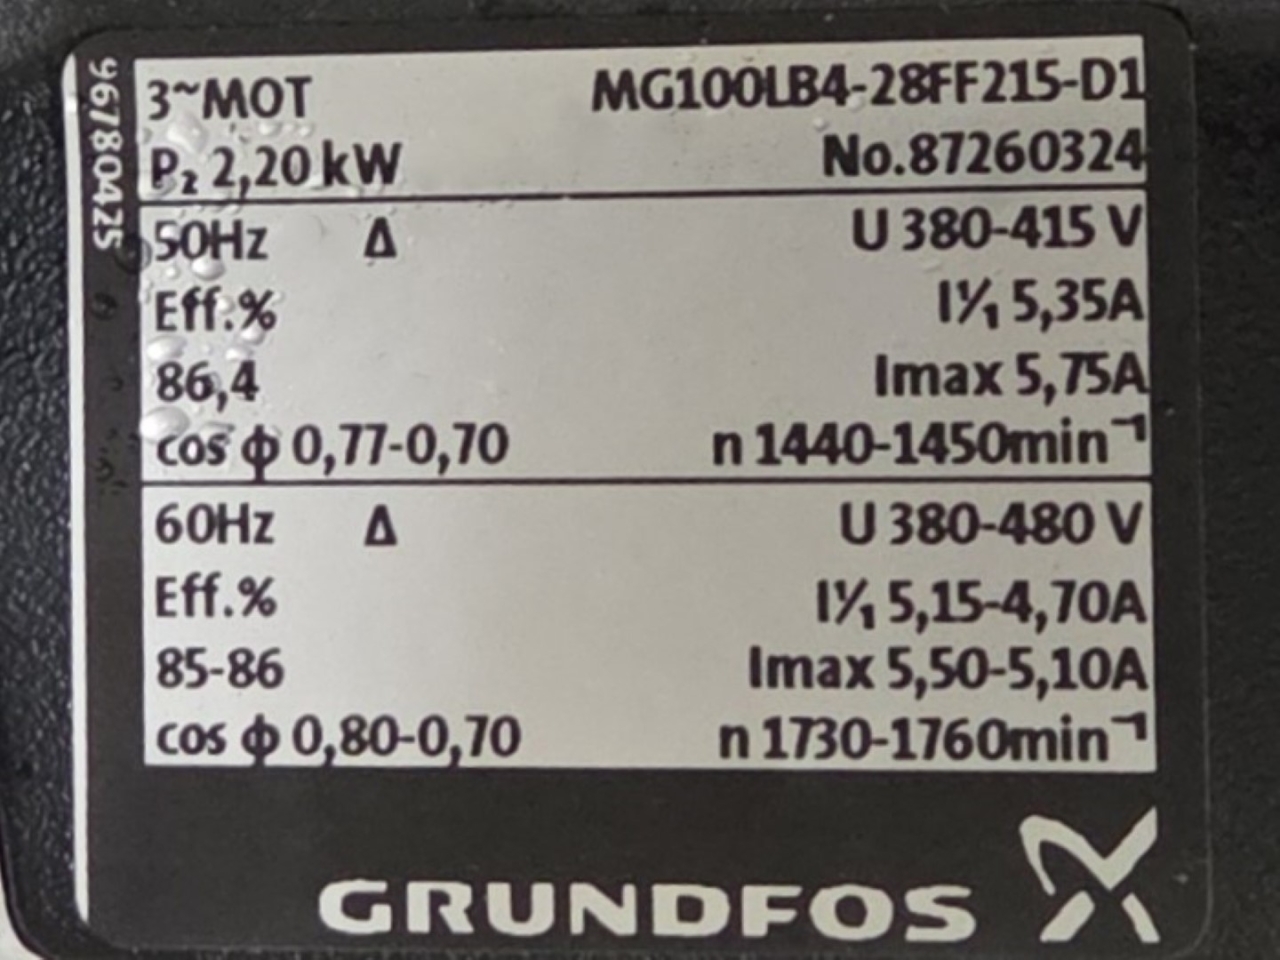 96780425
3~MOT MG100LB4-28FF215-D1
P₂ 2,20 kW No.87260324
50Hz Δ U 380-415 V
Eff.% I1/1 5,35A
86,4 Imax 5,75A
cos ϕ 0,77-0,70 n 1440-1450min⁻¹
60Hz Δ U 380-480 V
Eff.% I1/1 5,15-4,70A
85-86 Imax 5,50-5,10A
cos ϕ 0,80-0,70 n 1730-1760min⁻¹
GRUNDFOS